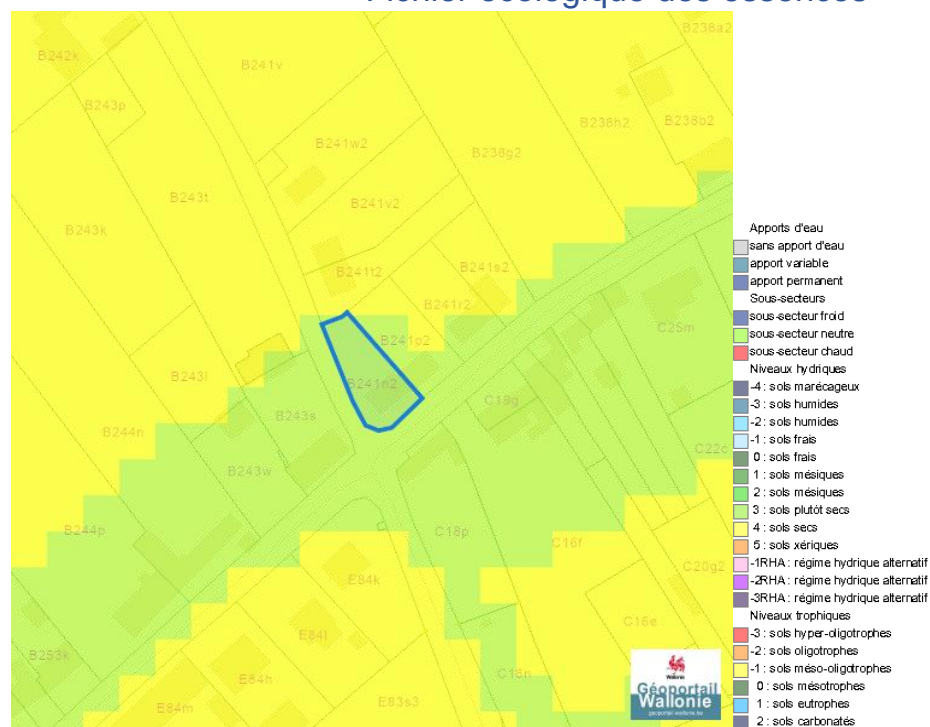 Fichier écologique des essences
B238a2
B242k
B241v
B243p
B238h2
B238b2
B241w2
B238g2
B243t
B241v2
B243k
B241t2
B241s2
B241r2
C25m
B241p2
B243l
B241n2
C19g
B243s
B244n
C22c
B243w
B244p
C18p
C16f
E84k
C20g2
E84l
C16e
B253k
C16n
E84h
E84m
E83s3
Wallonie
Géoportail
Wallonie
geoportail.wallonie.be
Apports d'eau
sans apport d'eau
apport variable
apport permanent
Sous-secteurs
sous-secteur froid
sous-secteur neutre
sous-secteur chaud
Niveaux hydriques
-4 : sols marécageux
-3 : sols humides
-2 : sols humides
-1 : sols frais
0 : sols frais
1 : sols mésiques
2 : sols mésiques
3 : sols plutôt secs
4 : sols secs
5 : sols xériques
-1RHA : régime hydrique alternatif
-2RHA : régime hydrique alternatif
-3RHA : régime hydrique alternatif
Niveaux trophiques
-3 : sols hyper-oligotrophes
-2 : sols oligotrophes
-1 : sols méso-oligotrophes
0 : sols mésotrophes
1 : sols eutrophes
2 : sols carbonatés